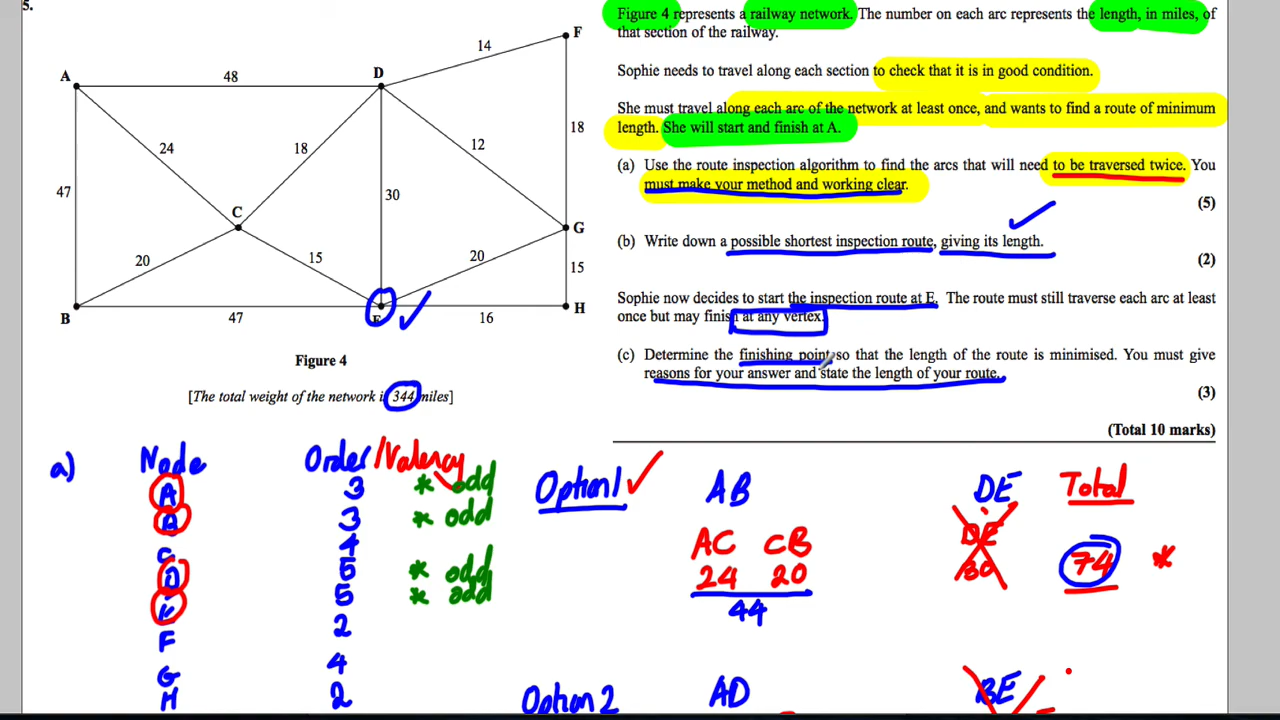 5.
Figure 4 represents a railway network. The number on each arc represents the length, in miles, of
that section of the railway.
Sophie needs to travel along each section to check that it is in good condition.
She must travel along each arc of the network at least once, and wants to find a route of minimum
length. She will start and finish at A.
(a) Use the route inspection algorithm to find the arcs that will need to be traversed twice. You
must make your method and working clear.
(5)
(b) Write down a possible shortest inspection route, giving its length.
(2)
Sophie now decides to start the inspection route at E. The route must still traverse each arc at least
once but may finish at any vertex.
(c) Determine the finishing point so that the length of the route is minimised. You must give
reasons for your answer and state the length of your route.
(3)
(Total 10 marks)
F
14
A
48
D
24
18
12
18
47
C
30
G
20
15
20
15
B
47
E
16
H
Figure 4
[The total weight of the network is 344 miles]
a)
Node
Order/Valency
A 3 * odd
B 3 * odd
C 4
D 5 * odd
E 5 * odd
F 2
G 4
H 2
Option 1
AB
DE
Total
AC CB
DE
24 20
30
74 *
44
Option 2
AD
BE